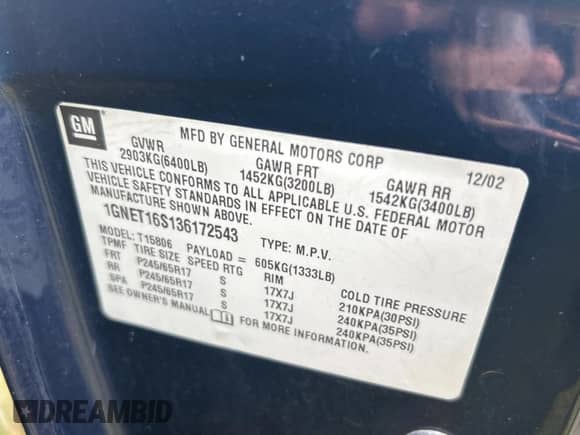 GM
MFD BY GENERAL MOTORS CORP 12/02
GVWR GAWR FRT GAWR RR
2903KG(6400LB) 1452KG(3200LB) 1542KG(3400LB)
THIS VEHICLE CONFORMS TO ALL APPLICABLE U.S. FEDERAL MOTOR
VEHICLE SAFETY STANDARDS IN EFFECT ON THE DATE OF
MANUFACTURE SHOWN ABOVE.
1GNET16S136172543 TYPE: M.P.V.
MODEL: T15806 PAYLOAD = 605KG(1333LB)
TPMF TIRE SIZE SPEED RTG RIM COLD TIRE PRESSURE
FRT P245/65R17 S 17X7J 210KPA(30PSI)
RR P245/65R17 S 17X7J 240KPA(35PSI)
SPA P245/65R17 S 17X7J 240KPA(35PSI)
SEE OWNER'S MANUAL FOR MORE INFORMATION.
DREAMBID